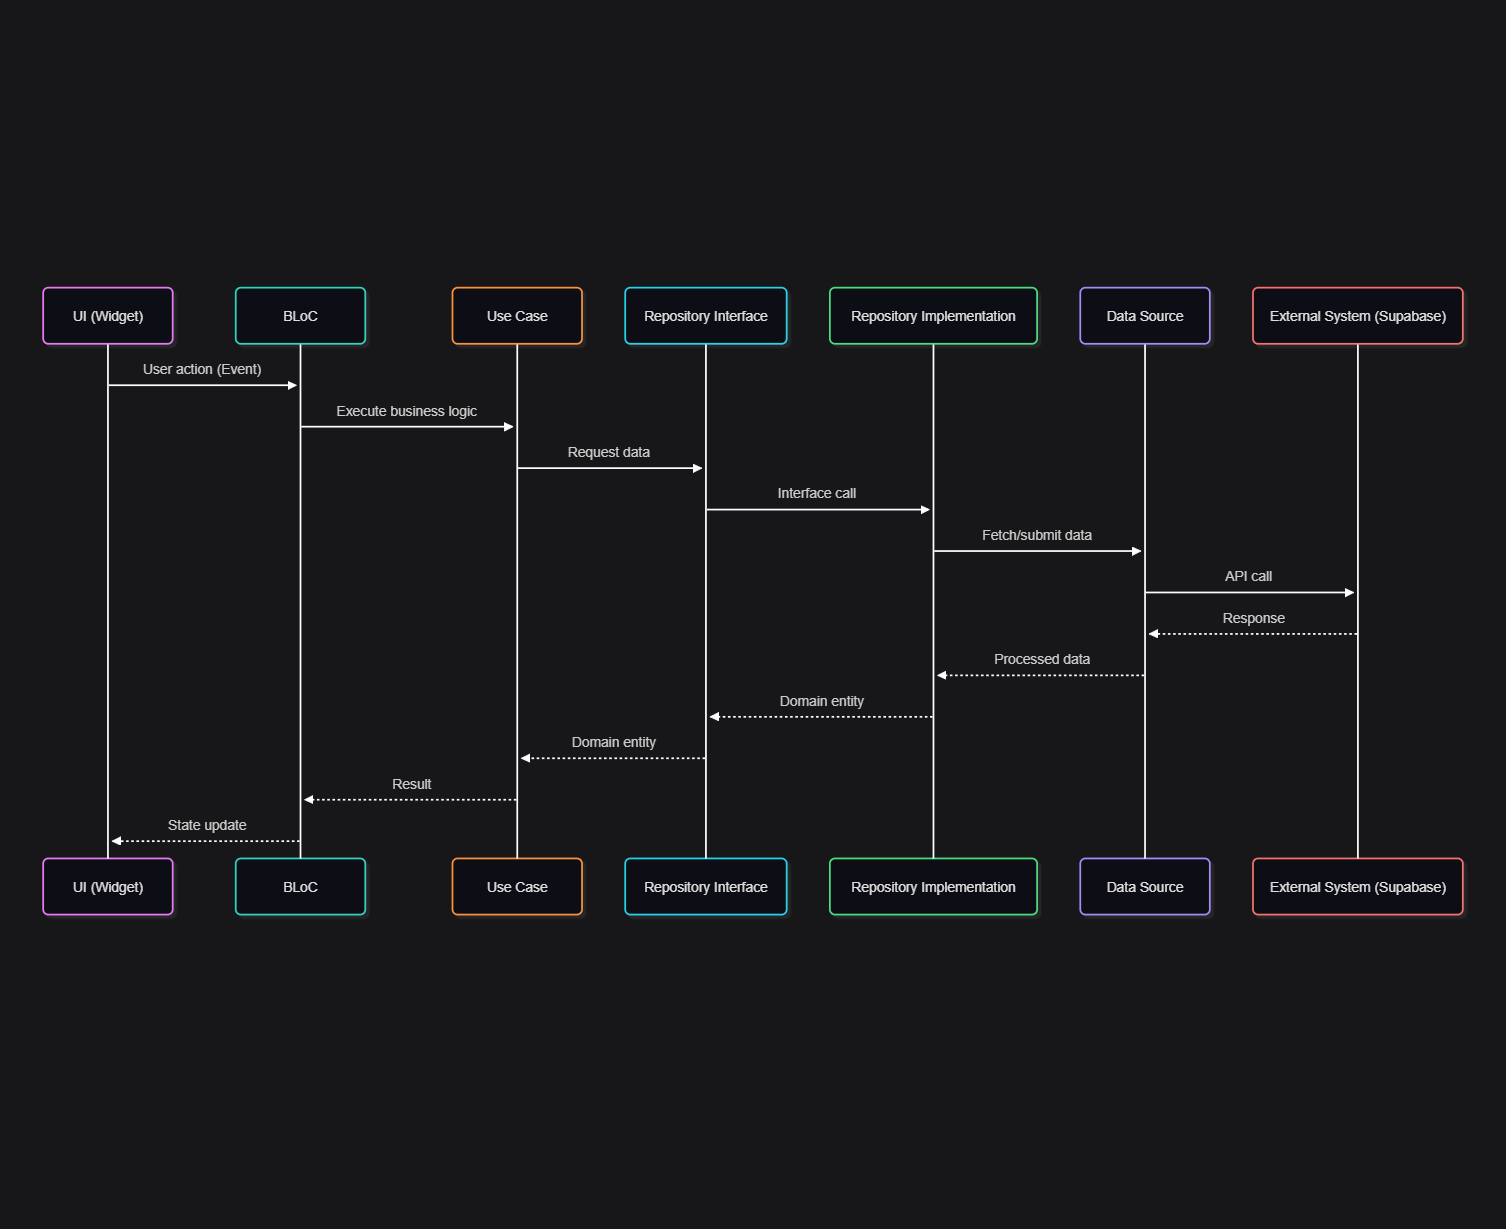 UI (Widget)
BLoC
Use Case
Repository Interface
Repository Implementation
Data Source
External System (Supabase)
User action (Event)
Execute business logic
Request data
Interface call
Fetch/submit data
API call
Response
Processed data
Domain entity
Domain entity
Result
State update
UI (Widget)
BLoC
Use Case
Repository Interface
Repository Implementation
Data Source
External System (Supabase)